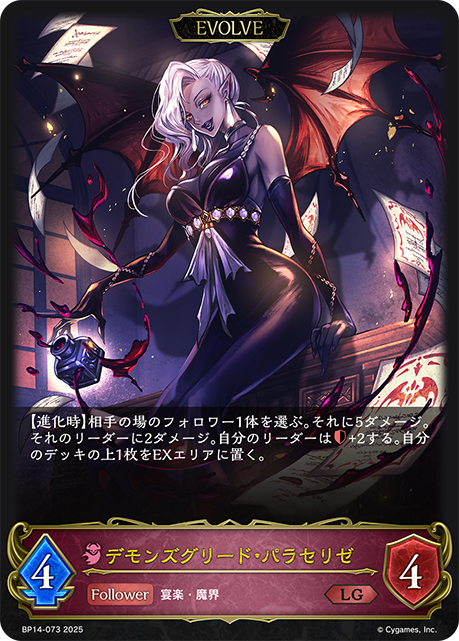 EVOLVE
【進化時】相手の場のフォロワー1体を選ぶ。それに5ダメージ。
それのリーダーに2ダメージ。自分のリーダーは+2する。自分
のデッキの上1枚をEXエリアに置く。
デモンズグリード・パラセリゼ
4
Follower 宴楽・魔界 LG
4
BP14-073 2025 © Cygames, Inc.